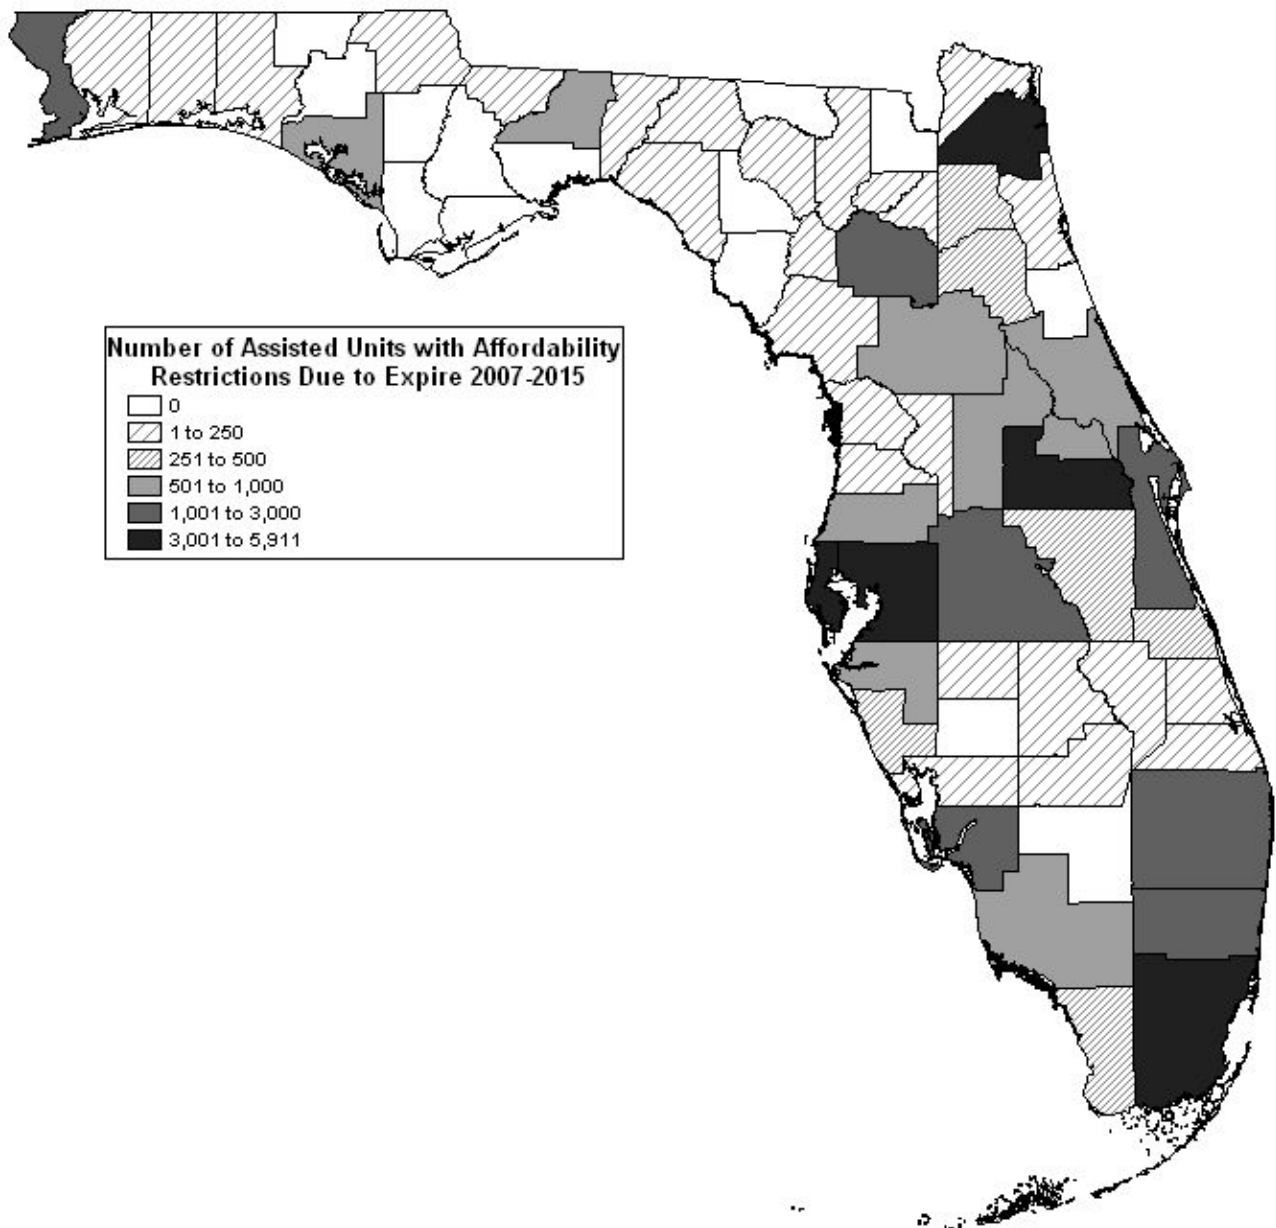 Number of Assisted Units with Affordability
Restrictions Due to Expire 2007-2015
0
1 to 250
251 to 500
501 to 1,000
1,001 to 3,000
3,001 to 5,911